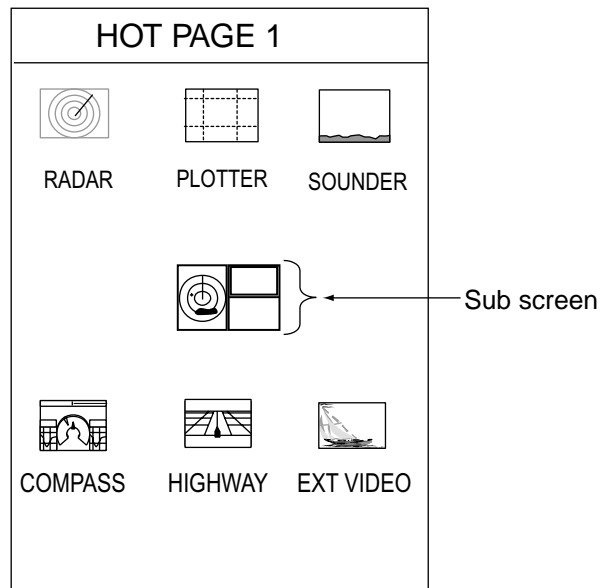 HOT PAGE 1
RADAR PLOTTER SOUNDER
Sub screen
COMPASS HIGHWAY EXT VIDEO